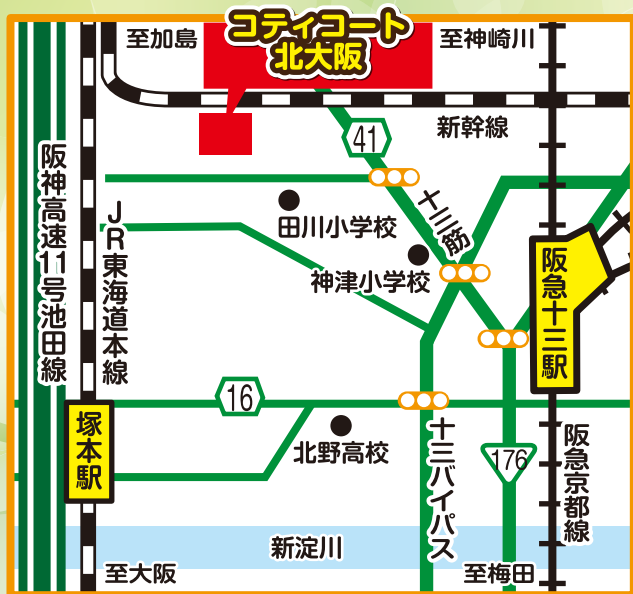 コティコート
北大阪
至加島
至神崎川
新幹線
41
阪神高速11号池田線
JR東海道本線
田川小学校
十三筋
神津小学校
阪急十三駅
16
塚本駅
北野高校
十三バイパス
176
阪急京都線
新淀川
至大阪
至梅田